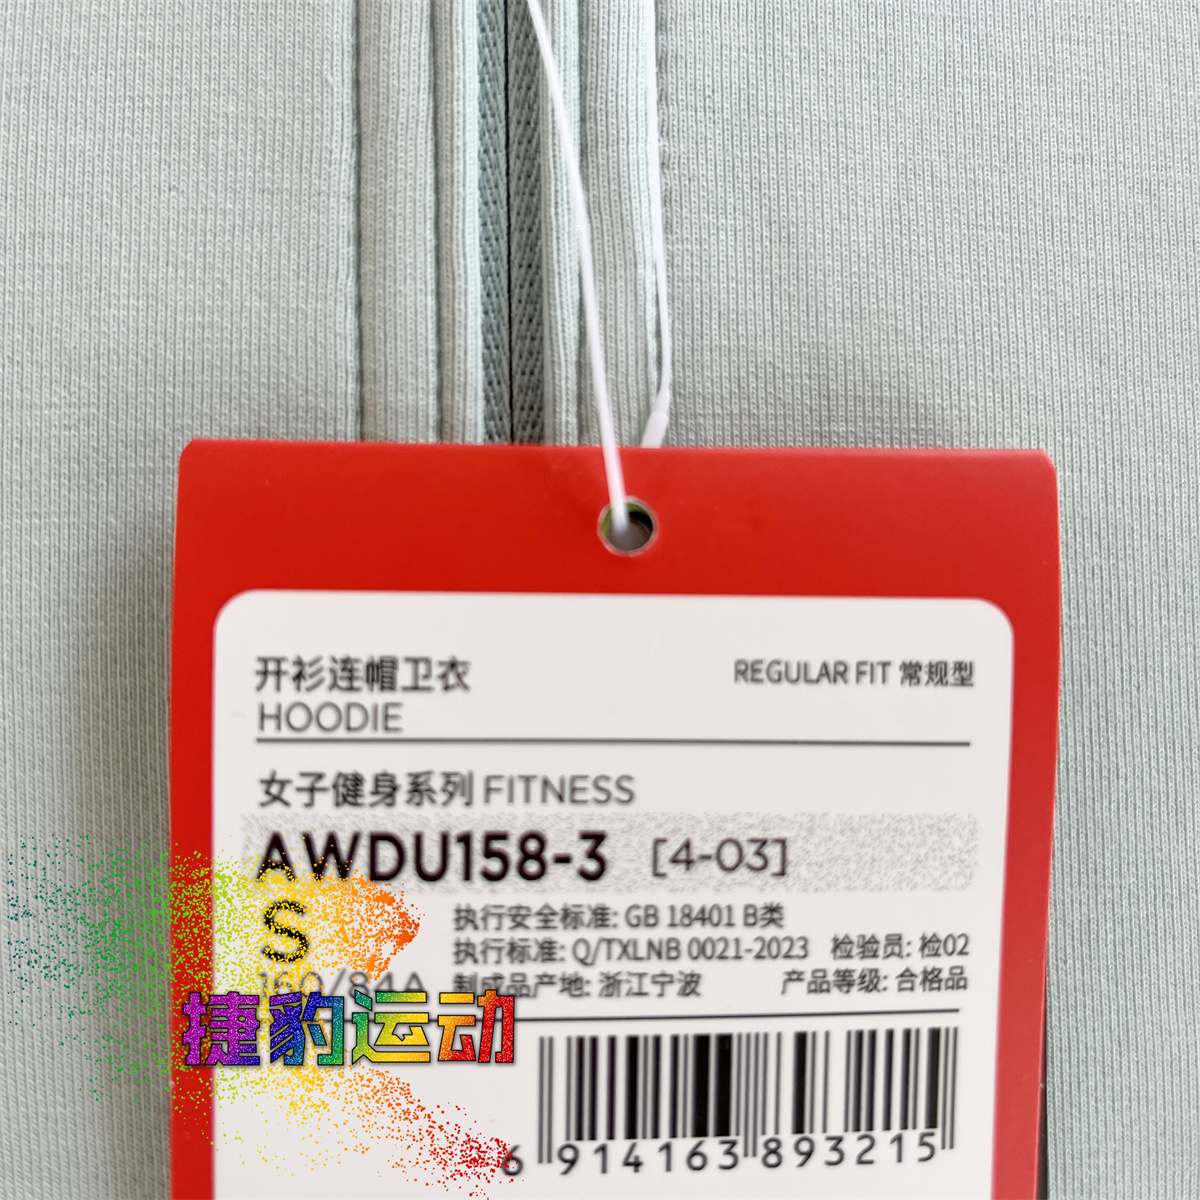 开衫连帽卫衣
HOODIE
REGULAR FIT 常规型
女子健身系列 FITNESS
AWDU158-3 [4-03]
S
160/84A
执行安全标准: GB 18401 B类
执行标准: Q/TXLNB 0021-2023 检验员: 检02
制成品产地: 浙江宁波 产品等级: 合格品
捷豹运动
6 914163 893215